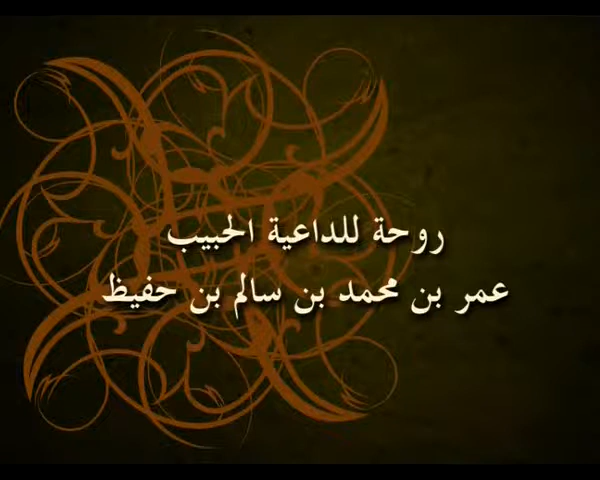 روحة للداعية الحبيب
عمر بن محمد بن سالم بن حفيظ